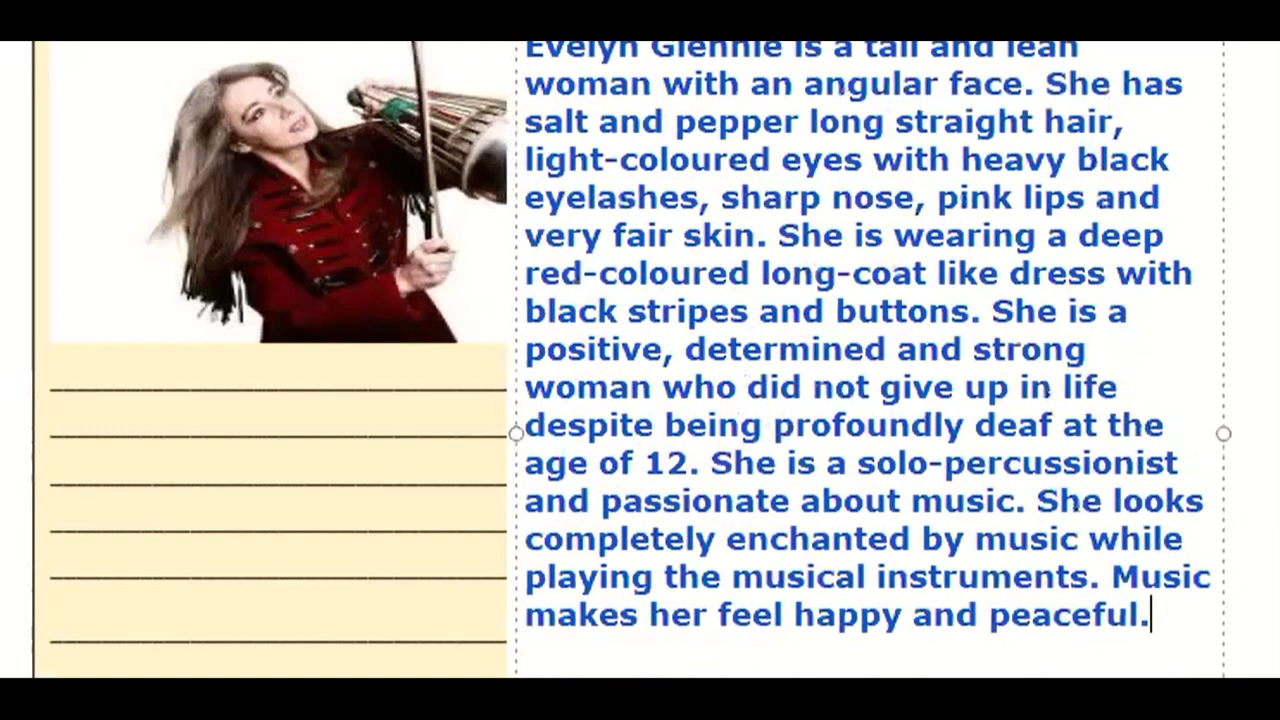 Evelyn Glennie is a tall and lean
woman with an angular face. She has
salt and pepper long straight hair,
light-coloured eyes with heavy black
eyelashes, sharp nose, pink lips and
very fair skin. She is wearing a deep
red-coloured long-coat like dress with
black stripes and buttons. She is a
positive, determined and strong
woman who did not give up in life
despite being profoundly deaf at the
age of 12. She is a solo-percussionist
and passionate about music. She looks
completely enchanted by music while
playing the musical instruments. Music
makes her feel happy and peaceful.